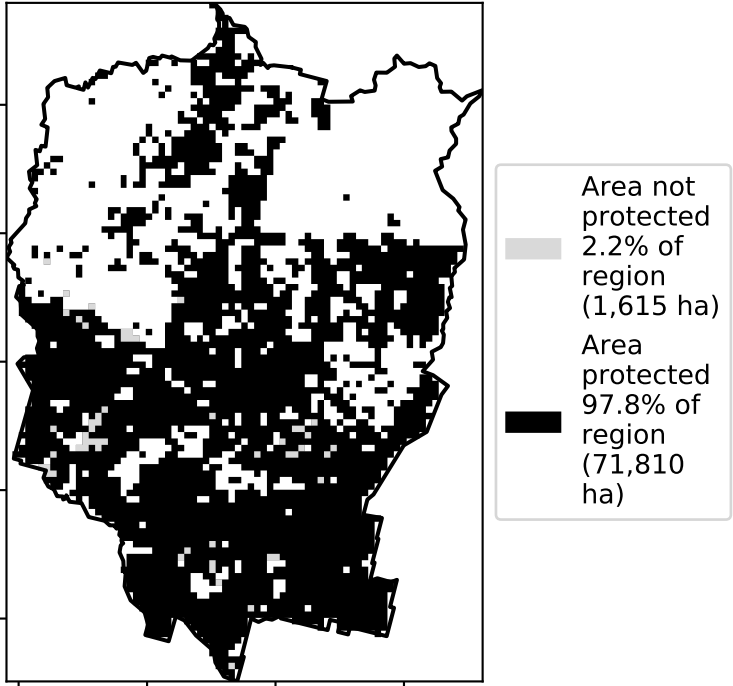 Area not
protected
2.2% of
region
(1,615 ha)
Area
protected
97.8% of
region
(71,810
ha)